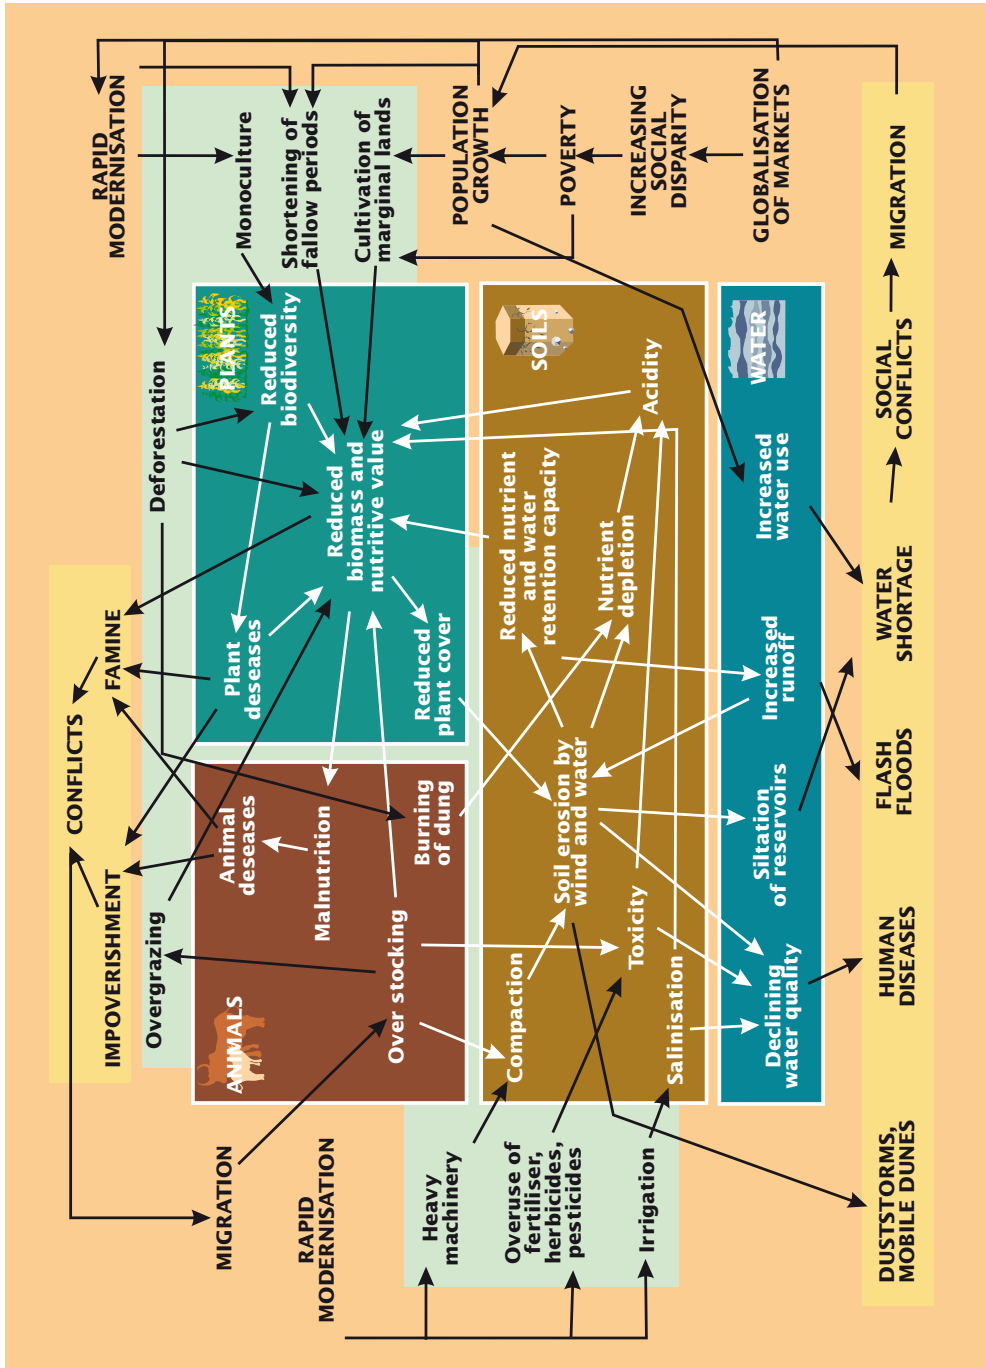 CONFLICTS
IMPOVERISHMENT
FAMINE
Overgrazing
Deforestation
RAPID
MODERNISATION
MIGRATION
ANIMALS
Animal
deseases
Plant
deseases
PLANTS
Reduced
biodiversity
Monoculture
Shortening of
fallow periods
Cultivation of
marginal lands
RAPID
MODERNISATION
Malnutrition
Over stocking
Burning
of dung
Reduced
biomass and
nutritive value
Reduced
plant cover
Heavy
machinery
Overuse of
fertiliser,
herbicides,
pesticides
Irrigation
Compaction
Soil erosion by
wind and water
Reduced nutrient
and water
retention capacity
SOILS
Toxicity
Nutrient
depletion
Salinisation
Acidity
POPULATION
GROWTH
POVERTY
INCREASING
SOCIAL
DISPARITY
GLOBALISATION
OF MARKETS
Declining
water quality
Siltation
of reservoirs
Increased
runoff
Increased
water use
WATER
DUSTSTORMS,
MOBILE DUNES
HUMAN
DISEASES
FLASH
FLOODS
WATER
SHORTAGE
SOCIAL
CONFLICTS
MIGRATION